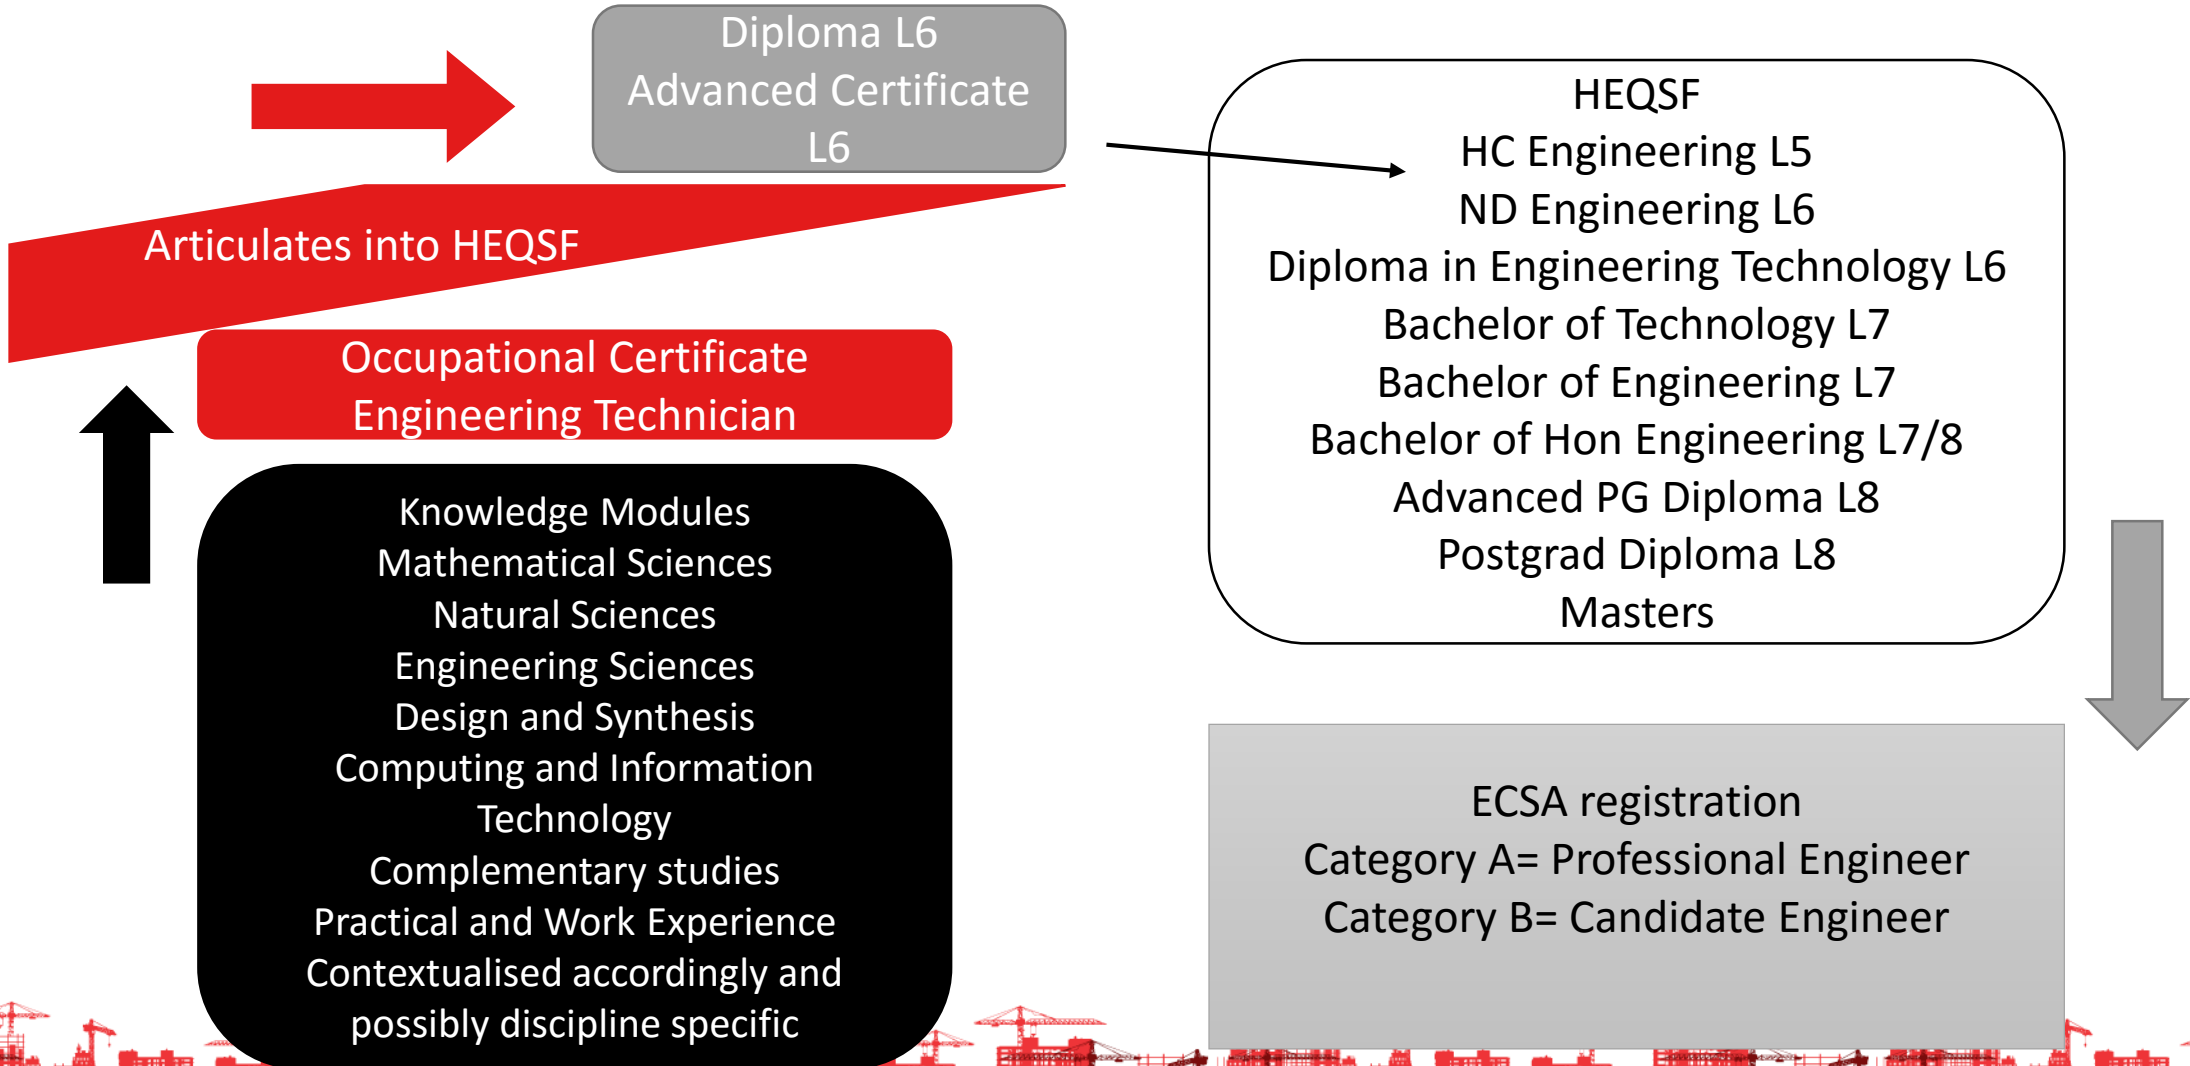 Diploma L6
Advanced Certificate
L6
Articulates into HEQSF
Occupational Certificate
Engineering Technician
Knowledge Modules
Mathematical Sciences
Natural Sciences
Engineering Sciences
Design and Synthesis
Computing and Information
Technology
Complementary studies
Practical and Work Experience
Contextualised accordingly and
possibly discipline specific
HEQSF
HC Engineering L5
ND Engineering L6
Diploma in Engineering Technology L6
Bachelor of Technology L7
Bachelor of Engineering L7
Bachelor of Hon Engineering L7/8
Advanced PG Diploma L8
Postgrad Diploma L8
Masters
ECSA registration
Category A= Professional Engineer
Category B= Candidate Engineer